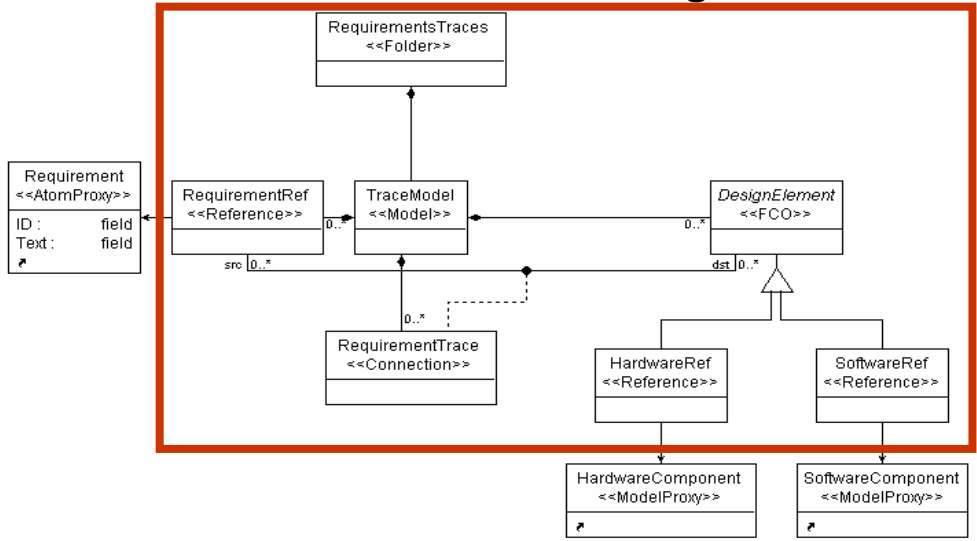 RequirementsTraces
<<Folder>>
Requirement
<<AtomProxy>>
ID : field
Text : field
RequirementRef
<<Reference>>
0..*
TraceModel
<<Model>>
0..*
DesignElement
<<FCO>>
src 0..*
dst 0..*
0..*
RequirementTrace
<<Connection>>
HardwareRef
<<Reference>>
SoftwareRef
<<Reference>>
HardwareComponent
<<ModelProxy>>
SoftwareComponent
<<ModelProxy>>